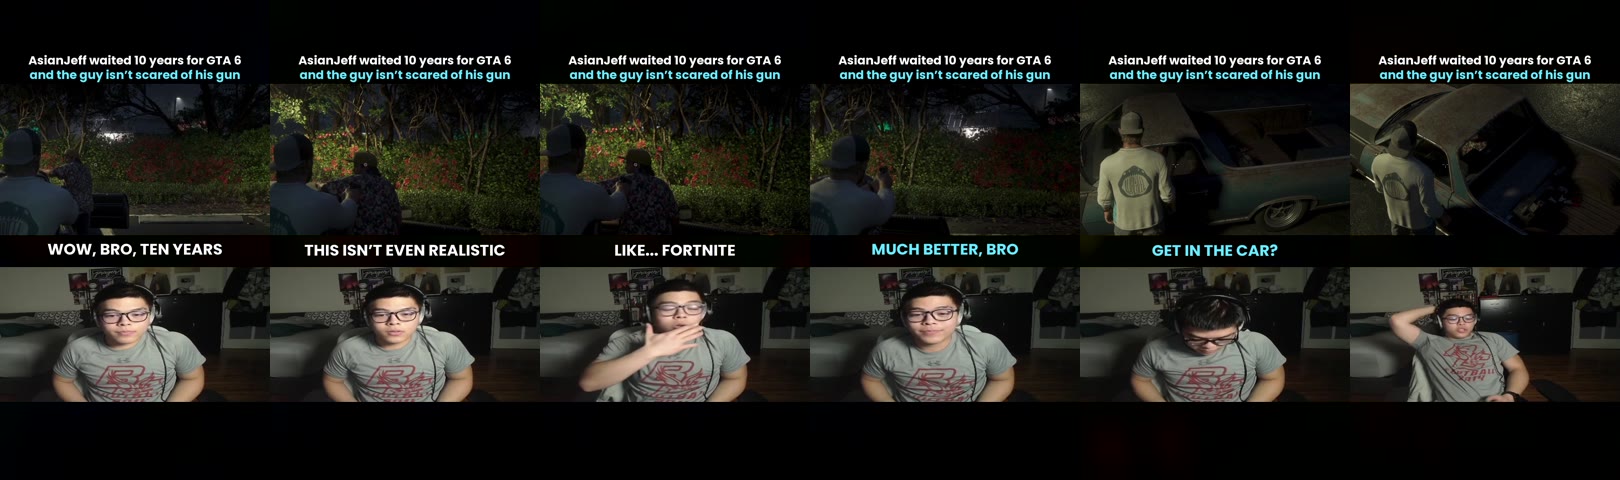 AsianJeff waited 10 years for GTA 6
and the guy isn't scared of his gun
WOW, BRO, TEN YEARS
AsianJeff waited 10 years for GTA 6
and the guy isn't scared of his gun
THIS ISN'T EVEN REALISTIC
AsianJeff waited 10 years for GTA 6
and the guy isn't scared of his gun
LIKE... FORTNITE
AsianJeff waited 10 years for GTA 6
and the guy isn't scared of his gun
MUCH BETTER, BRO
AsianJeff waited 10 years for GTA 6
and the guy isn't scared of his gun
GET IN THE CAR?
AsianJeff waited 10 years for GTA 6
and the guy isn't scared of his gun